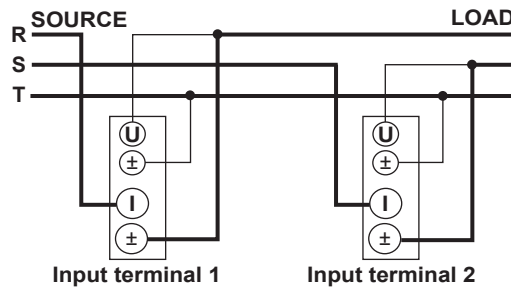 SOURCE LOAD
R
S
T
U U
± ±
I I
± ±
Input terminal 1 Input terminal 2